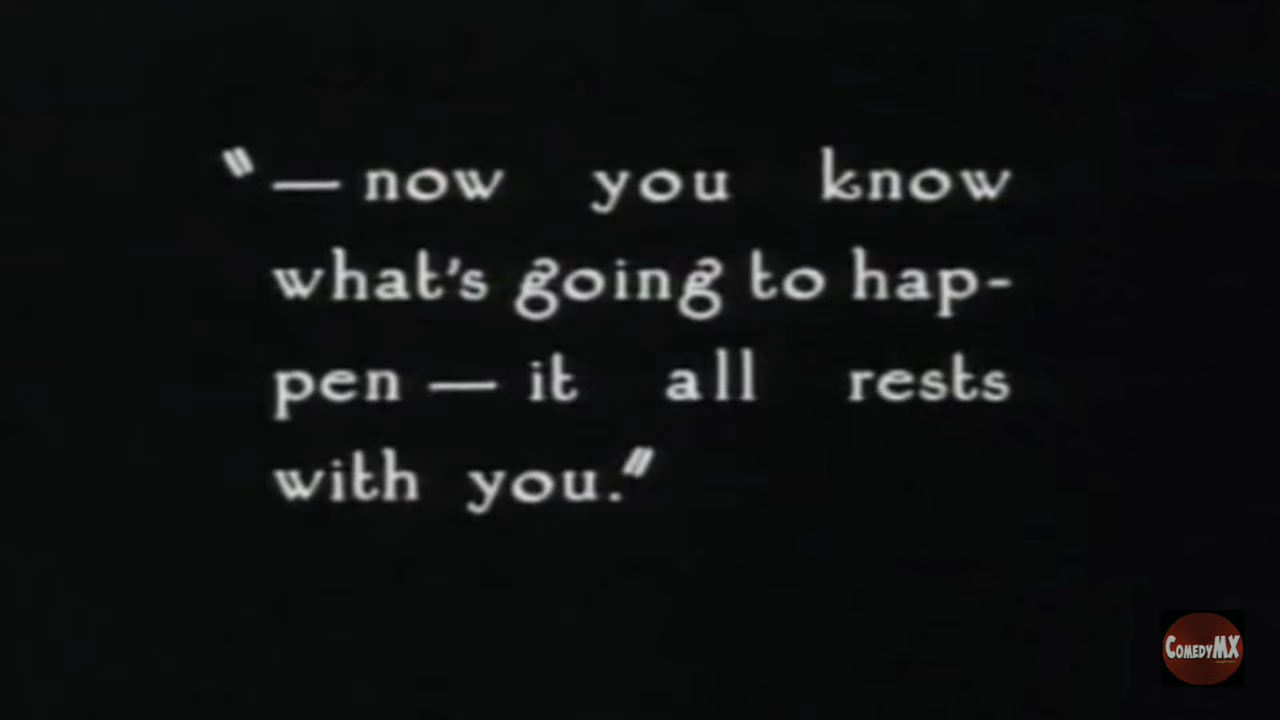 "— now you know
what's going to hap-
pen — it all rests
with you."
COMEDYMX